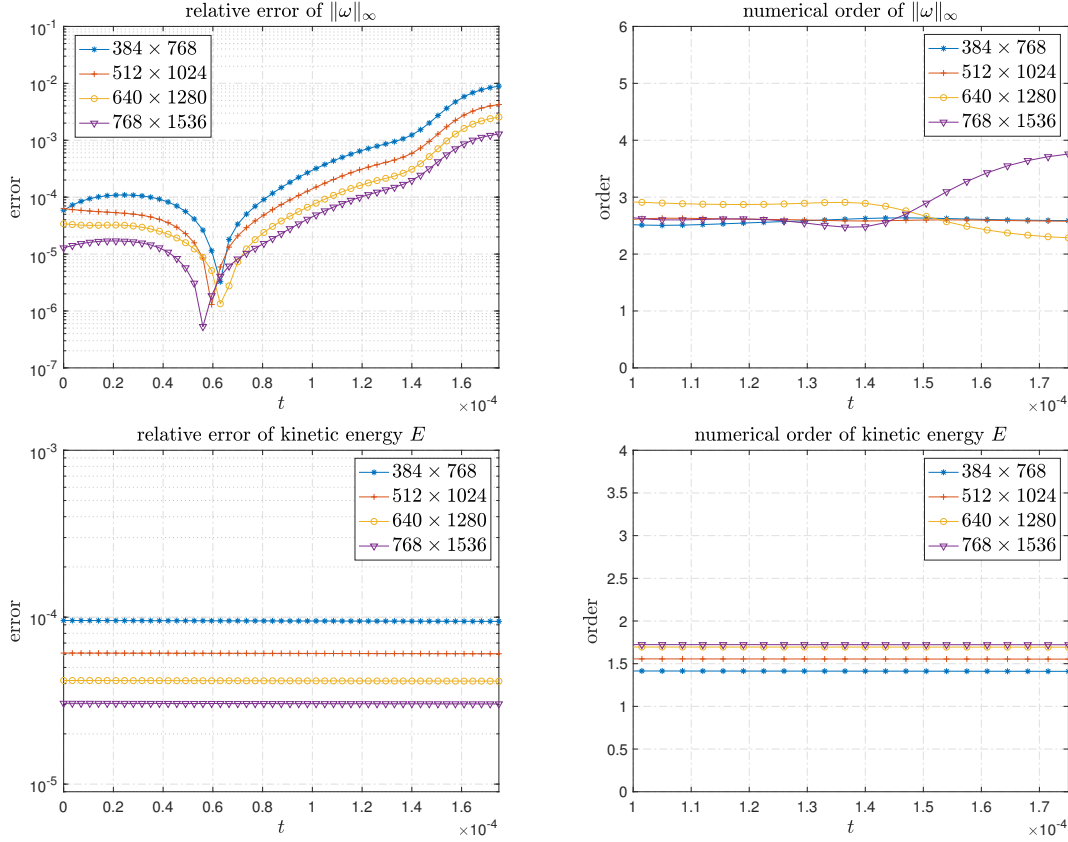 relative error of ‖ω‖∞
10^-1
10^-2
10^-3
10^-4
10^-5
10^-6
10^-7
error
384 × 768
512 × 1024
640 × 1280
768 × 1536
0 0.2 0.4 0.6 0.8 1 1.2 1.4 1.6
t
×10^-4
numerical order of ‖ω‖∞
6
5
4
3
2
1
0
order
384 × 768
512 × 1024
640 × 1280
768 × 1536
1 1.1 1.2 1.3 1.4 1.5 1.6 1.7
t
×10^-4
relative error of kinetic energy E
10^-3
10^-4
10^-5
error
384 × 768
512 × 1024
640 × 1280
768 × 1536
0 0.2 0.4 0.6 0.8 1 1.2 1.4 1.6
t
×10^-4
numerical order of kinetic energy E
4
3.5
3
2.5
2
1.5
1
0.5
0
order
384 × 768
512 × 1024
640 × 1280
768 × 1536
1 1.1 1.2 1.3 1.4 1.5 1.6 1.7
t
×10^-4